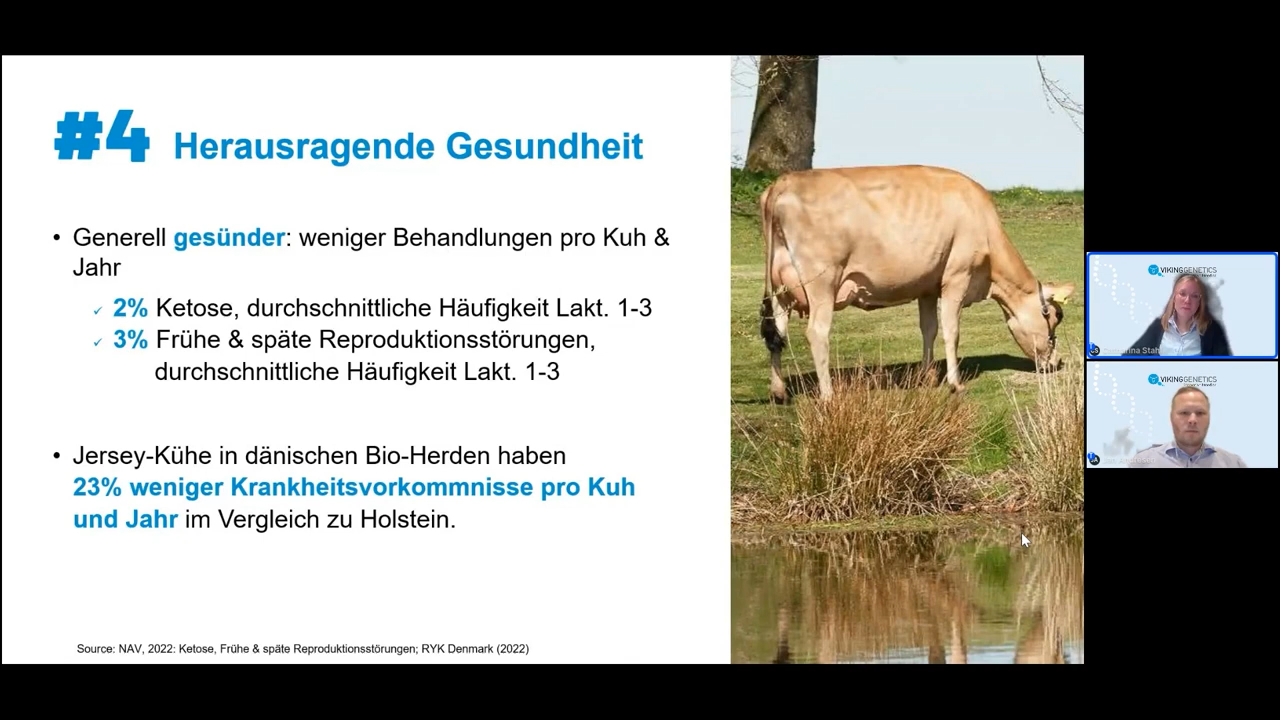 #4 Herausragende Gesundheit
• Generell gesünder: weniger Behandlungen pro Kuh &
Jahr
✓ 2% Ketose, durchschnittliche Häufigkeit Lakt. 1-3
✓ 3% Frühe & späte Reproduktionsstörungen,
durchschnittliche Häufigkeit Lakt. 1-3
• Jersey-Kühe in dänischen Bio-Herden haben
23% weniger Krankheitsvorkommnisse pro Kuh
und Jahr im Vergleich zu Holstein.
Source: NAV, 2022: Ketose, Frühe & späte Reproduktionsstörungen; RYK Denmark (2022)
VIKINGGENETICS
VIKINGGENETICS